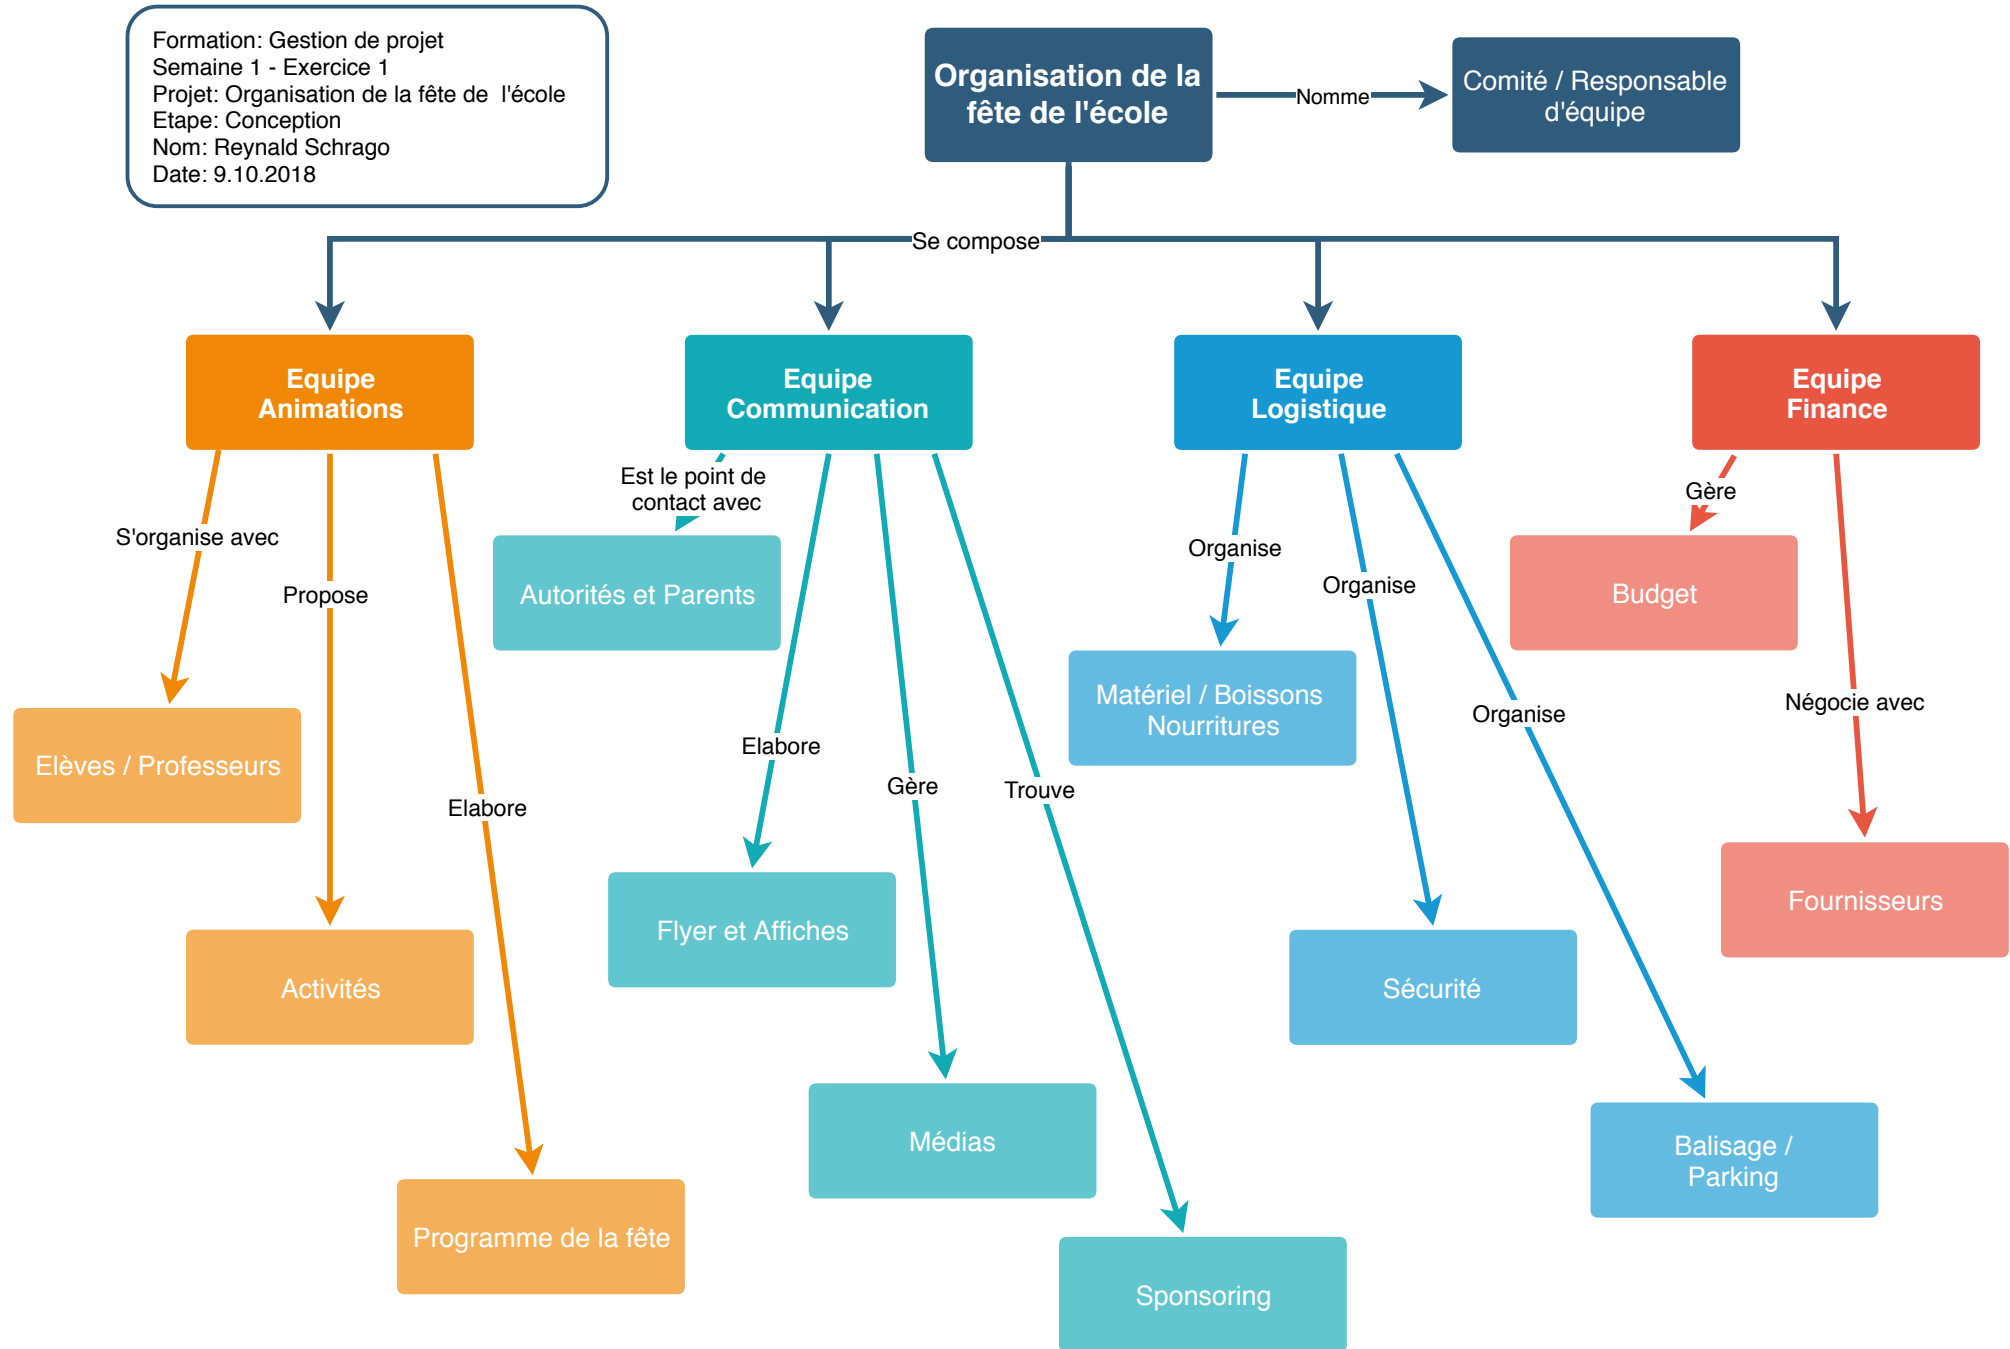 Formation: Gestion de projet
Semaine 1 - Exercice 1
Projet: Organisation de la fête de  l'école
Etape: Conception
Nom: Reynald Schrago
Date: 9.10.2018
Organisation de la
fête de l'école
Nomme
Comité / Responsable
d'équipe
Se compose
Equipe
Animations
Equipe
Communication
Equipe
Logistique
Equipe
Finance
S'organise avec
Propose
Elabore
Est le point de
contact avec
Elabore
Gère
Trouve
Organise
Organise
Organise
Gère
Négocie avec
Elèves / Professeurs
Activités
Programme de la fête
Autorités et Parents
Flyer et Affiches
Médias
Sponsoring
Matériel / Boissons
Nourritures
Sécurité
Balisage /
Parking
Budget
Fournisseurs